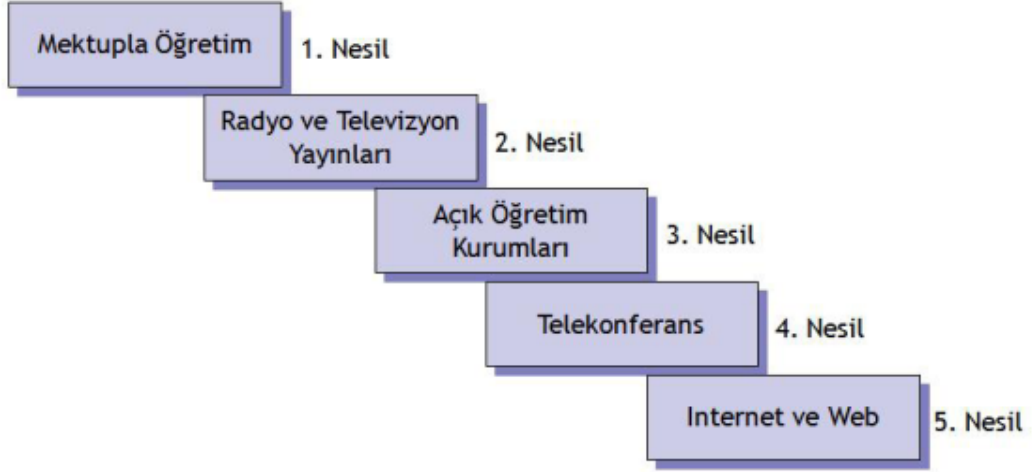 Mektupla Öğretim
1. Nesil
Radyo ve Televizyon
Yayınları
2. Nesil
Açık Öğretim
Kurumları
3. Nesil
Telekonferans
4. Nesil
Internet ve Web
5. Nesil